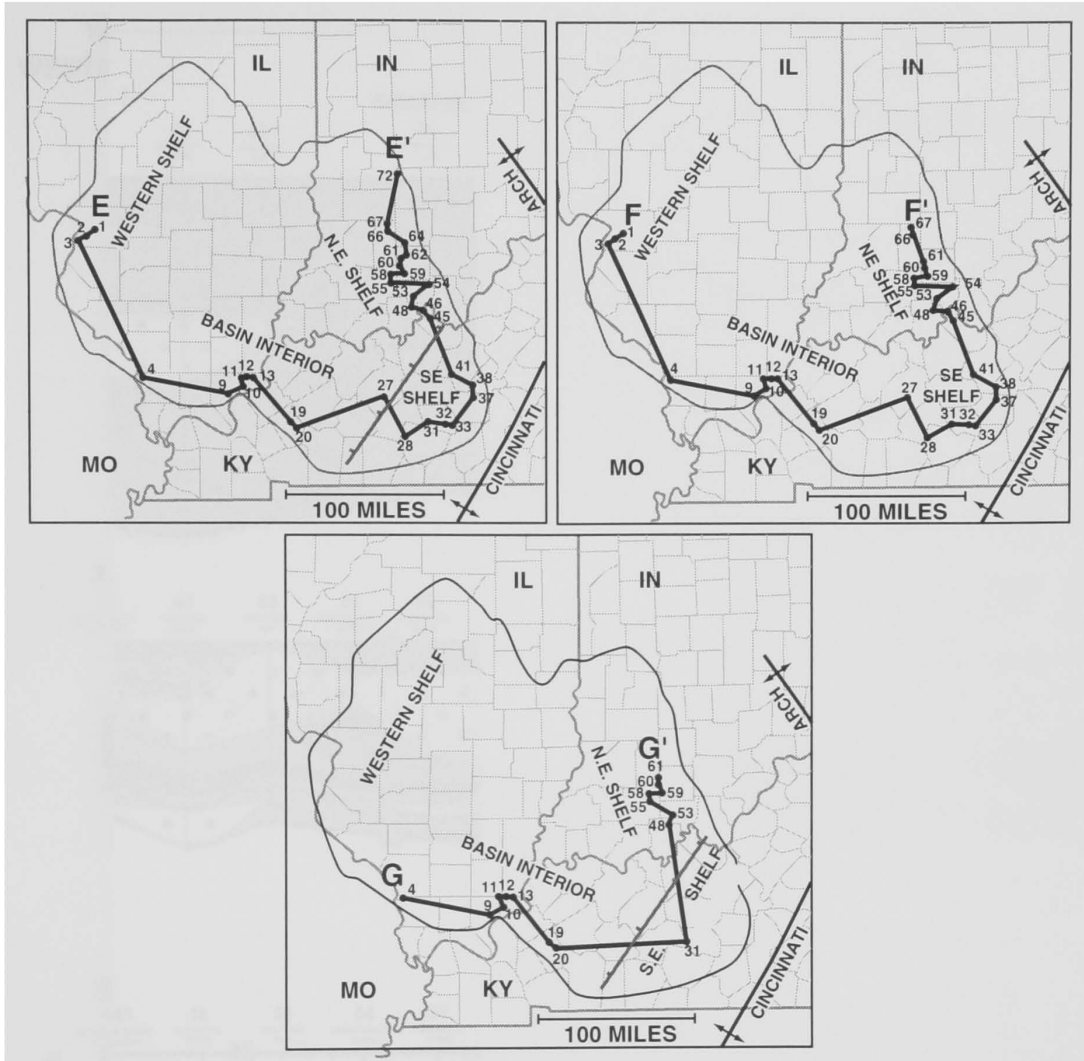 IL IN
E'
72
ARCH
WESTERN SHELF
E
2 1
3
67
66 64
61 62
60
58 59
55 54
53
48 46
45
N.E. SHELF
BASIN INTERIOR
4
11 12 13
9 10
27
41
38
37
SE
SHELF
19
20
31 32 33
28
MO KY
CINCINNATI
100 MILES
IL IN
ARCH
WESTERN SHELF
F
1
3 2
F'
67
66
61
60
58 59
55 54
53
48 46
45
NE SHELF
BASIN INTERIOR
4
11 12 13
9 10
27
41
38
37
SE
SHELF
19
20
31 32
33
28
MO KY
CINCINNATI
100 MILES
IL IN
ARCH
WESTERN SHELF
G'
61
60
58 59
55
53
48
N.E. SHELF
BASIN INTERIOR
G
4
11 12 13
9 10
19
20
S.E. SHELF
31
MO KY
CINCINNATI
100 MILES